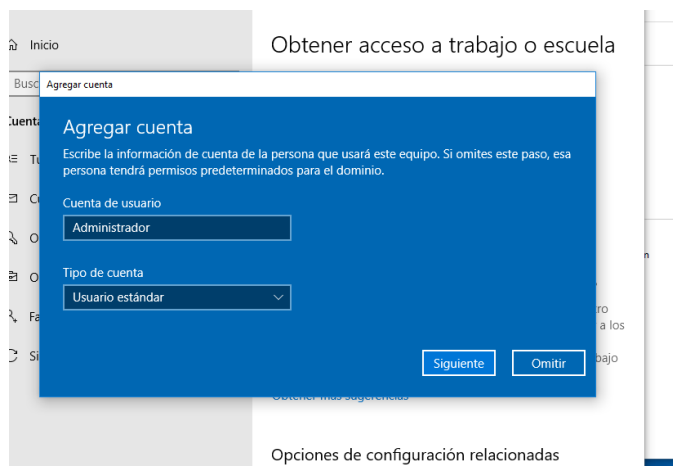 Inicio
Obtener acceso a trabajo o escuela
Busc
Agregar cuenta
Agregar cuenta
Escribe la información de cuenta de la persona que usará este equipo. Si omites este paso, esa
persona tendrá permisos predeterminados para el dominio.
Cuenta de usuario
Administrador
Tipo de cuenta
Usuario estándar
Siguiente
Omitir
Obtener más sugerencias
Opciones de configuración relacionadas